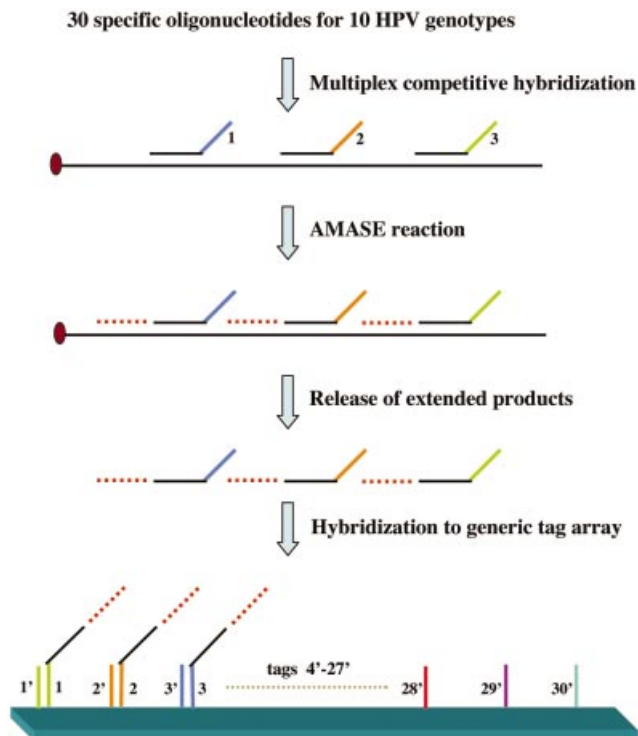 30 specific oligonucleotides for 10 HPV genotypes
Multiplex competitive hybridization
1 2 3
AMASE reaction
Release of extended products
Hybridization to generic tag array
tags 4'-27'
1' 1 2' 2 3' 3 28' 29' 30'